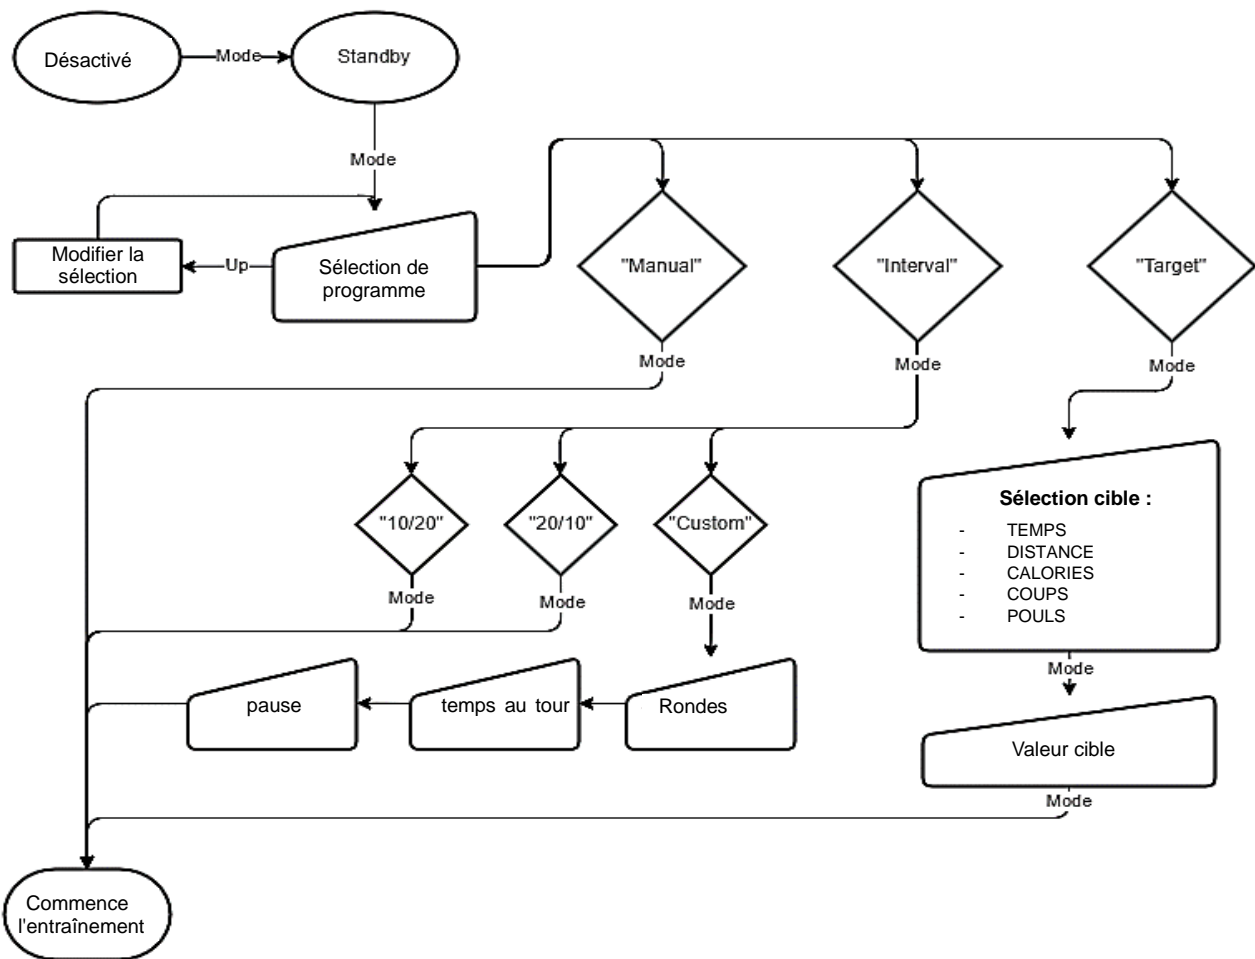 Désactivé
Mode
Standby
Mode
Modifier la
sélection
Up
Sélection de
programme
"Manual"
"Interval"
"Target"
Mode
Mode
Mode
"10/20"
"20/10"
"Custom"
Sélection cible :
- TEMPS
- DISTANCE
- CALORIES
- COUPS
- POULS
Mode
Mode
Mode
Mode
pause
temps au tour
Rondes
Valeur cible
Mode
Commence
l'entraînement